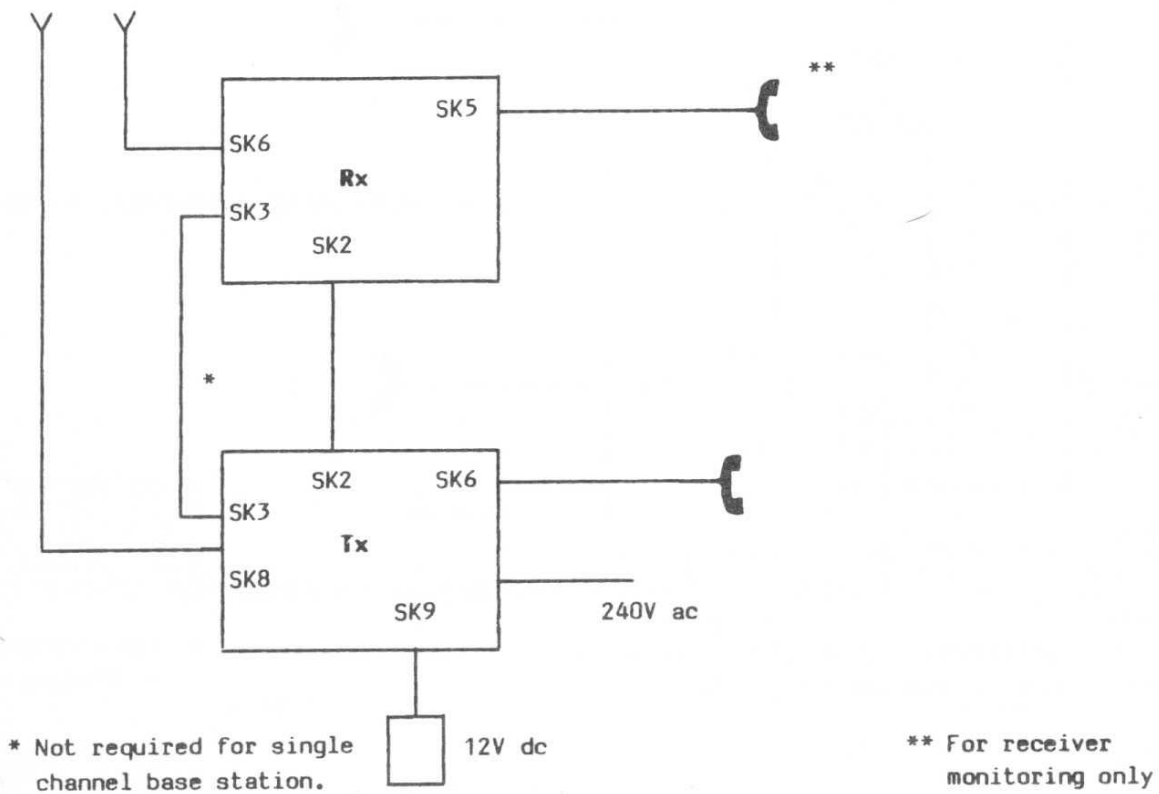 **
SK5
SK6
Rx
SK3
SK2
*
SK2
SK6
SK3
Tx
SK8
SK9
240V ac
12V dc
* Not required for single
channel base station.
** For receiver
monitoring only